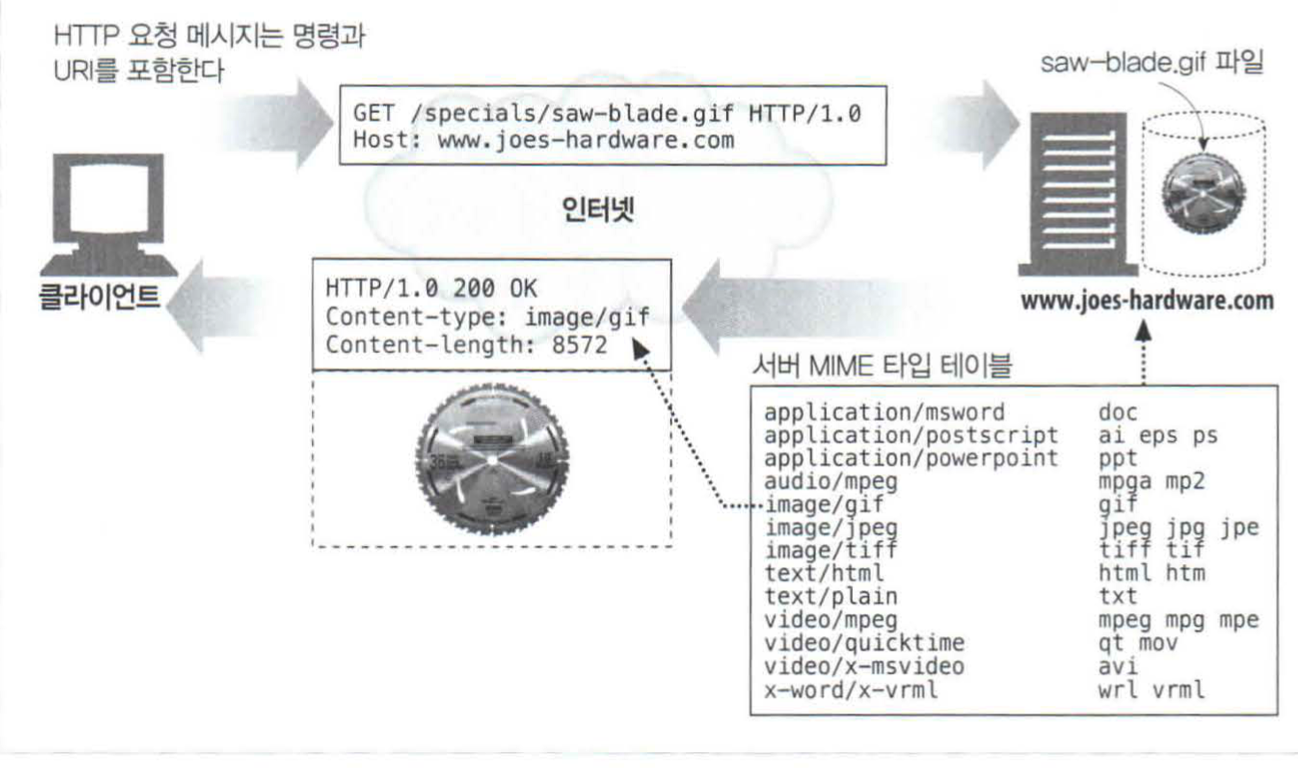 HTTP 요청 메시지는 명령과
URI를 포함한다
saw-blade.gif 파일
GET /specials/saw-blade.gif HTTP/1.0
Host: www.joes-hardware.com
인터넷
클라이언트
HTTP/1.0 200 OK
Content-type: image/gif
Content-length: 8572
www.joes-hardware.com
서버 MIME 타입 테이블
application/msword doc
application/postscript ai eps ps
application/powerpoint ppt
audio/mpeg mpga mp2
image/gif gif
image/jpeg jpeg jpg jpe
image/tiff tiff tif
text/html html htm
text/plain txt
video/mpeg mpeg mpg mpe
video/quicktime qt mov
video/x-msvideo avi
x-word/x-vrml wrl vrml